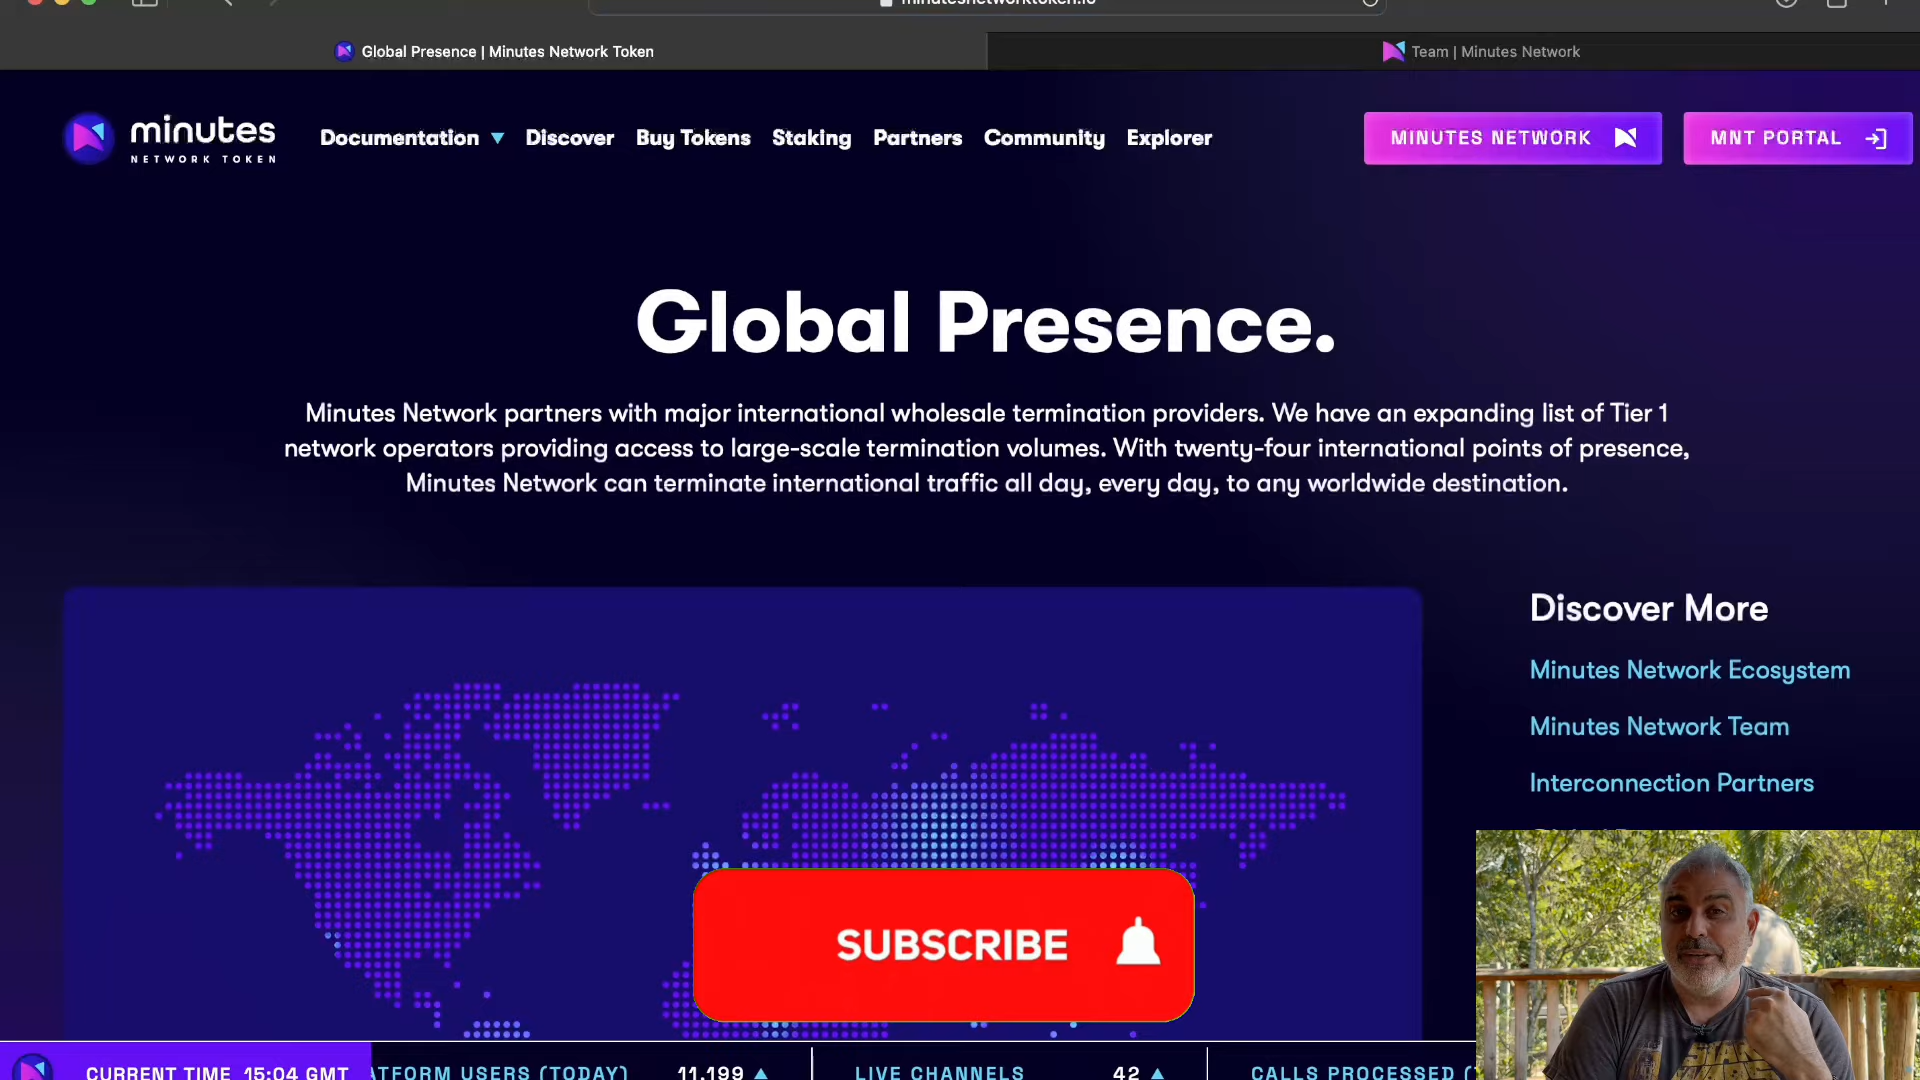 minutesnetworktoken.io
Global Presence | Minutes Network Token
Team | Minutes Network
minutes
NETWORK TOKEN
Documentation
Discover
Buy Tokens
Staking
Partners
Community
Explorer
MINUTES NETWORK
MNT PORTAL
Global Presence.
Minutes Network partners with major international wholesale termination providers. We have an expanding list of Tier 1
network operators providing access to large-scale termination volumes. With twenty-four international points of presence,
Minutes Network can terminate international traffic all day, every day, to any worldwide destination.
Discover More
Minutes Network Ecosystem
Minutes Network Team
Interconnection Partners
SUBSCRIBE
CURRENT TIME 15:04 GMT
ATFORM USERS (TODAY) 11,199
LIVE CHANNELS 42
CALLS PROCESSED (